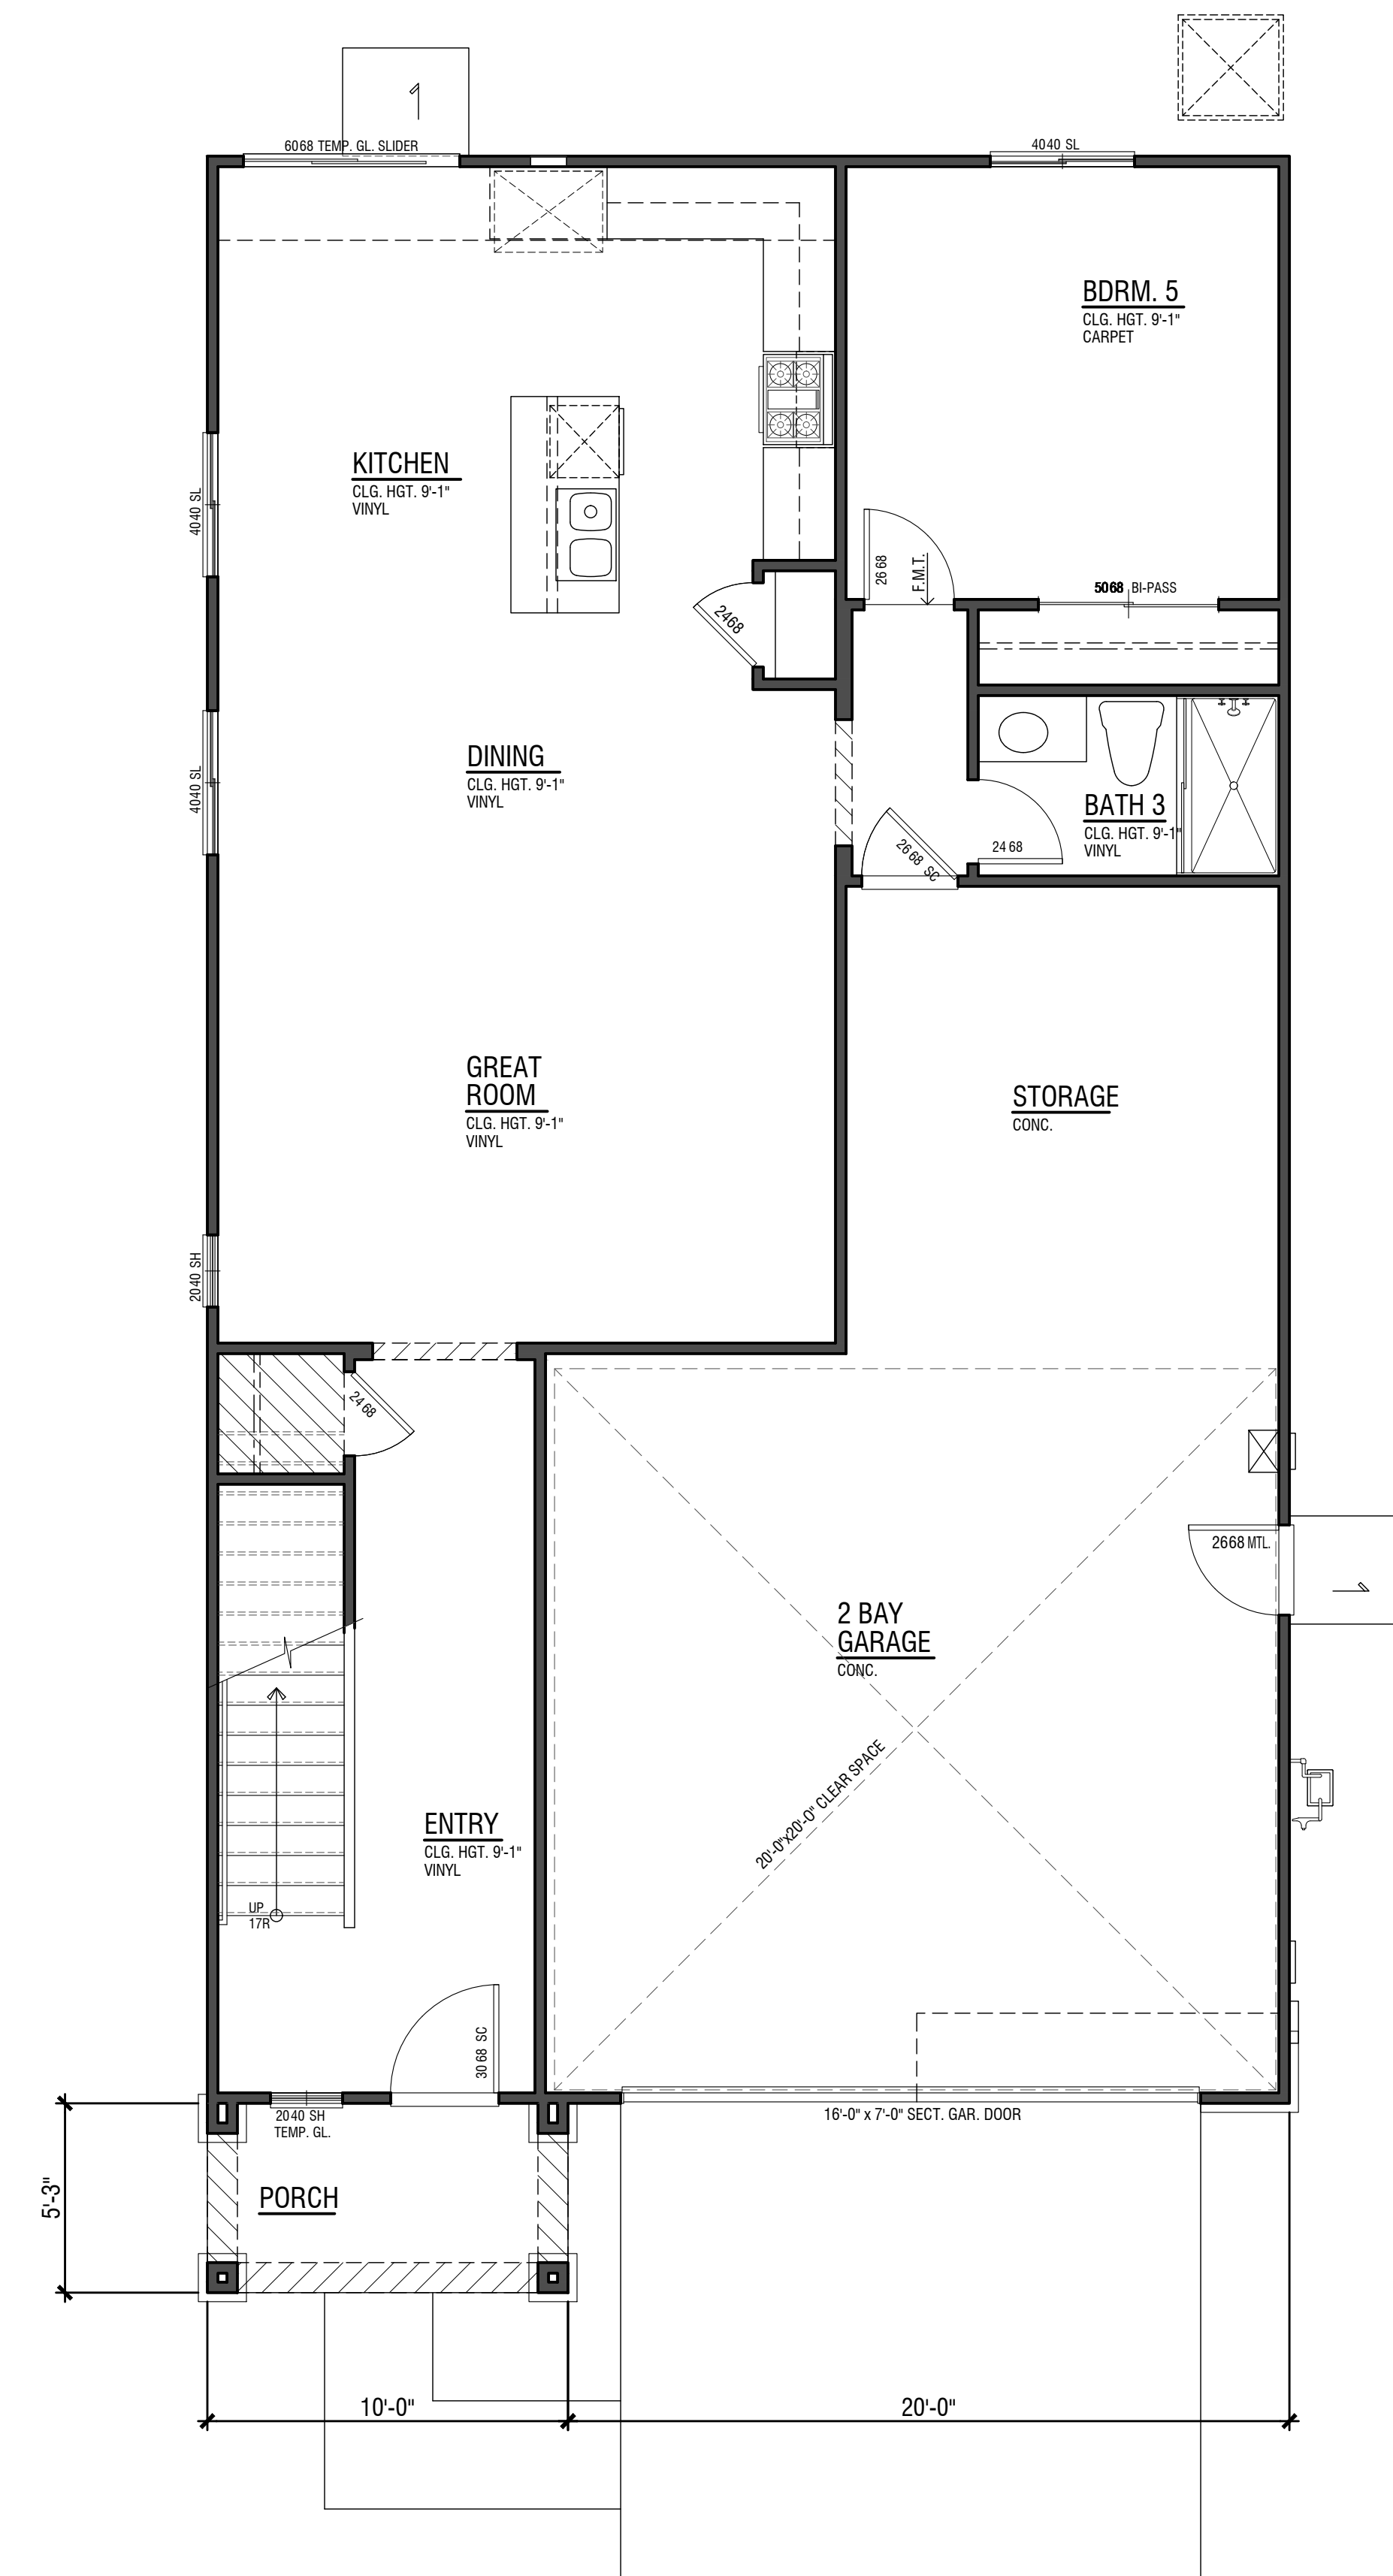 6068 TEMP. GL. SLIDER
4040 SL
BDRM. 5
CLG. HGT. 9'-1"
CARPET
KITCHEN
CLG. HGT. 9'-1"
VINYL
4040 SL
2668
F.M.T.
5068 BI-PASS
2468
DINING
CLG. HGT. 9'-1"
VINYL
4040 SL
BATH 3
CLG. HGT. 9'-1"
VINYL
2468
2668 SC
GREAT
ROOM
CLG. HGT. 9'-1"
VINYL
STORAGE
CONC.
2040 SH
2468
2668 MTL.
2 BAY
GARAGE
CONC.
20'-0"x20'-0" CLEAR SPACE
ENTRY
CLG. HGT. 9'-1"
VINYL
UP
17R
3068 SC
2040 SH
TEMP. GL.
16'-0" x 7'-0" SECT. GAR. DOOR
PORCH
5'-3"
10'-0"
20'-0"